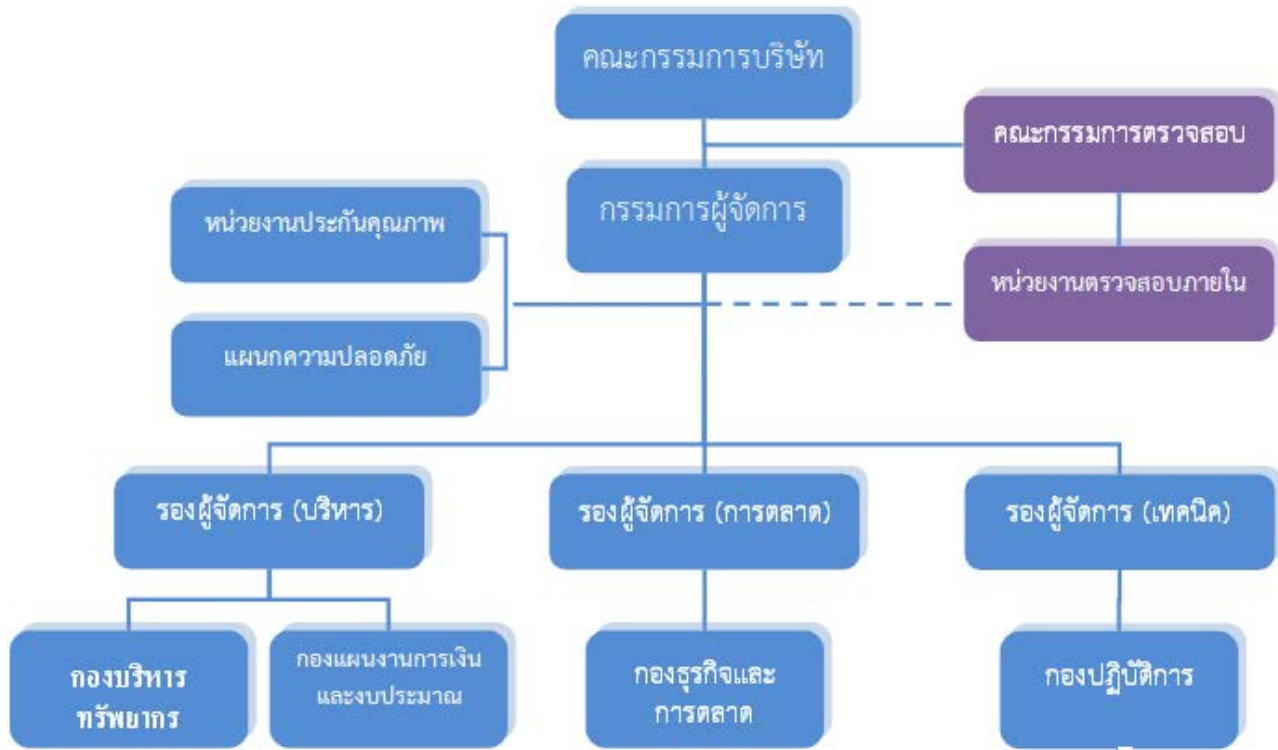 คณะกรรมการบริษัท
คณะกรรมการตรวจสอบ
กรรมการผู้จัดการ
หน่วยงานประกันคุณภาพ
หน่วยงานตรวจสอบภายใน
แผนกความปลอดภัย
รองผู้จัดการ (บริหาร)
รองผู้จัดการ (การตลาด)
รองผู้จัดการ (เทคนิค)
กองบริหาร
ทรัพยากร
กองแผนงานการเงิน
และงบประมาณ
กองธุรกิจและ
การตลาด
กองปฏิบัติการ